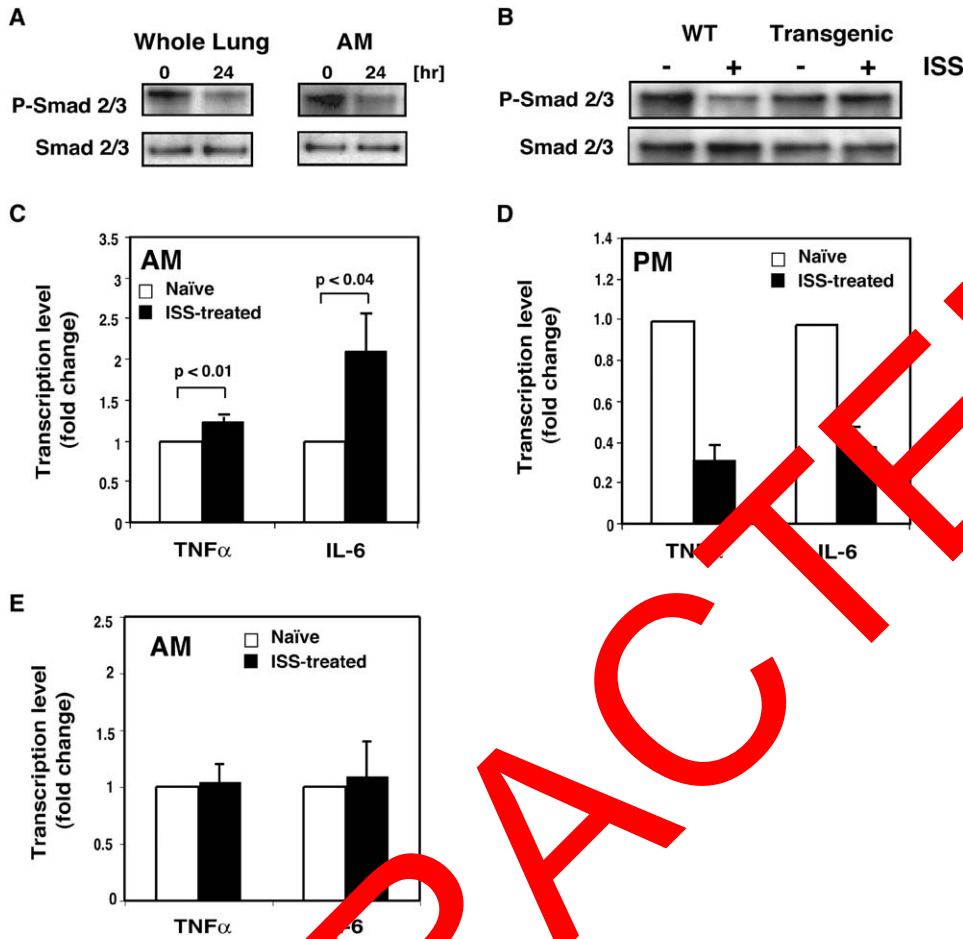 A
Whole Lung AM
0 24 0 24 [hr]
P-Smad 2/3
Smad 2/3
B
WT Transgenic
- + - + ISS
P-Smad 2/3
Smad 2/3
C
AM
Naïve
ISS-treated
p < 0.04
p < 0.01
Transcription level
(fold change)
3.5
3
2.5
2
1.5
1
0.5
0
TNFα IL-6
D
PM
Naïve
ISS-treated
Transcription level
(fold change)
1.4
1.2
1.0
0.8
0.6
0.4
0.2
0
IL-6
E
AM
Naïve
ISS-treated
Transcription level
(fold change)
2.5
2
1.5
1
0.5
0
TNFα